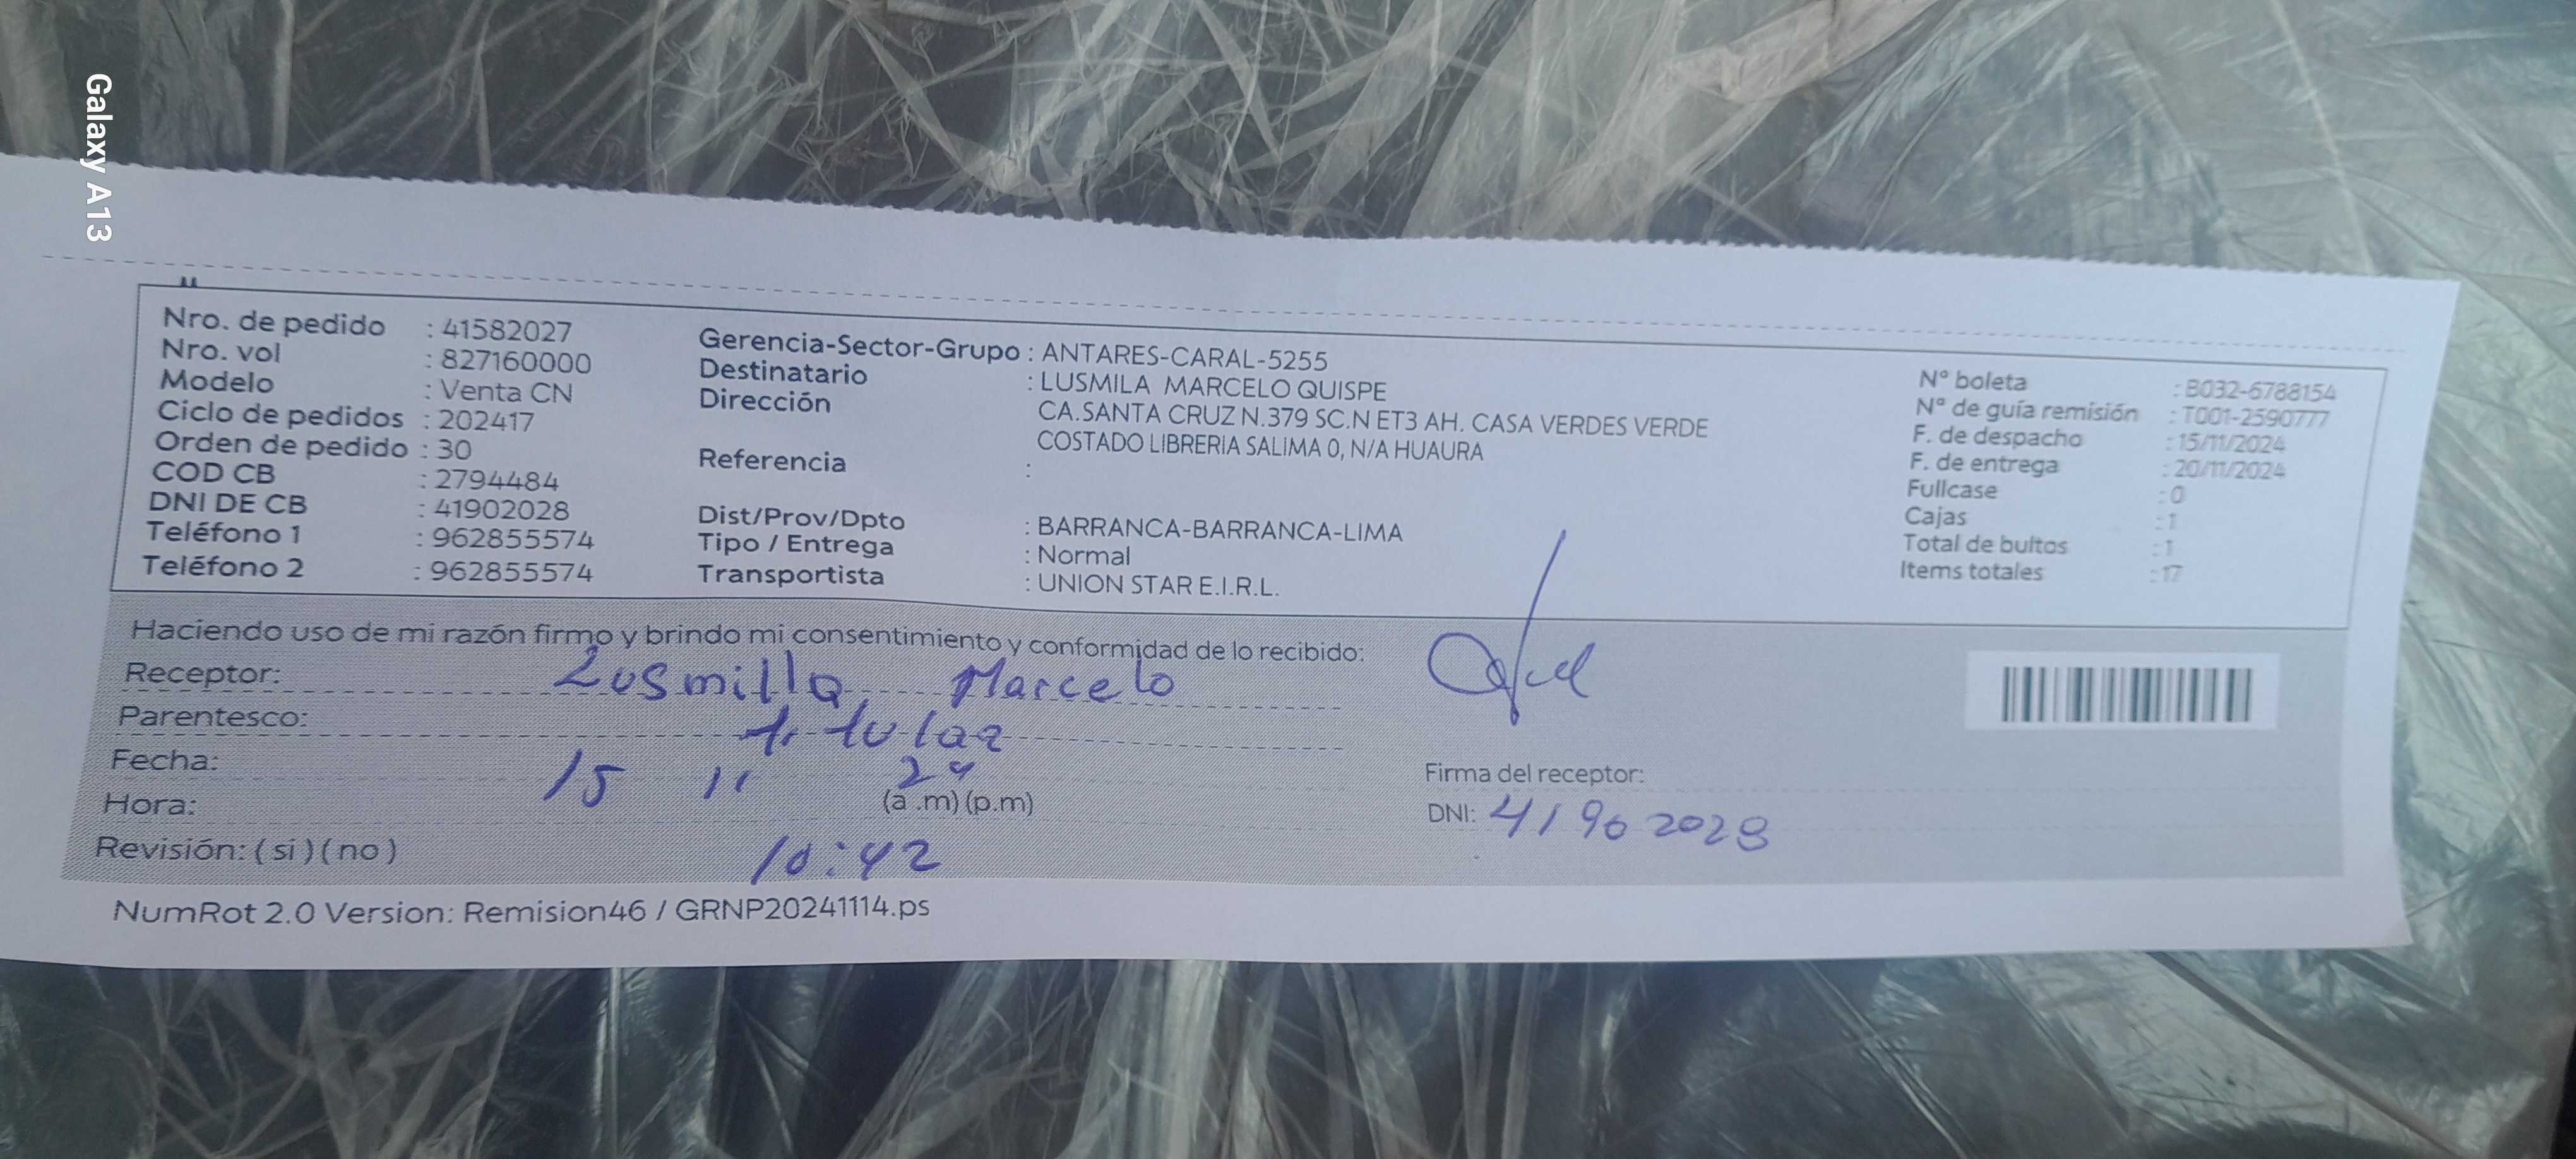 Galaxy A13
Nro. de pedido : 41582027
Nro. vol : 827160000
Modelo : Venta CN
Ciclo de pedidos : 202417
Orden de pedido : 30
COD CB : 2794484
DNI DE CB : 41902028
Teléfono 1 : 962855574
Teléfono 2 : 962855574
Gerencia-Sector-Grupo : ANTARES-CARAL-5255
Destinatario : LUSMILA MARCELO QUISPE
Dirección CA.SANTA CRUZ N.379 SC.N ET3 AH. CASA VERDES VERDE
COSTADO LIBRERIA SALIMA 0, N/A HUAURA
Referencia :
Dist/Prov/Dpto : BARRANCA-BARRANCA-LIMA
Tipo / Entrega : Normal
Transportista : UNION STAR E.I.R.L.
N° boleta : B032-6788154
N° de guía remisión : T001-2590777
F. de despacho : 15/11/2024
F. de entrega : 20/11/2024
Fullcase : 0
Cajas : 1
Total de bultos : 1
Items totales : 17
Haciendo uso de mi razón firmo y brindo mi consentimiento y conformidad de lo recibido:
Receptor: Lusmilla Marcelo
Parentesco: titular
Fecha: 15 11 24
Hora: (a .m) (p.m)
Revisión: ( si ) ( no ) 10:42
Firma del receptor:
DNI: 41902028
NumRot 2.0 Version: Remision46 / GRNP20241114.ps